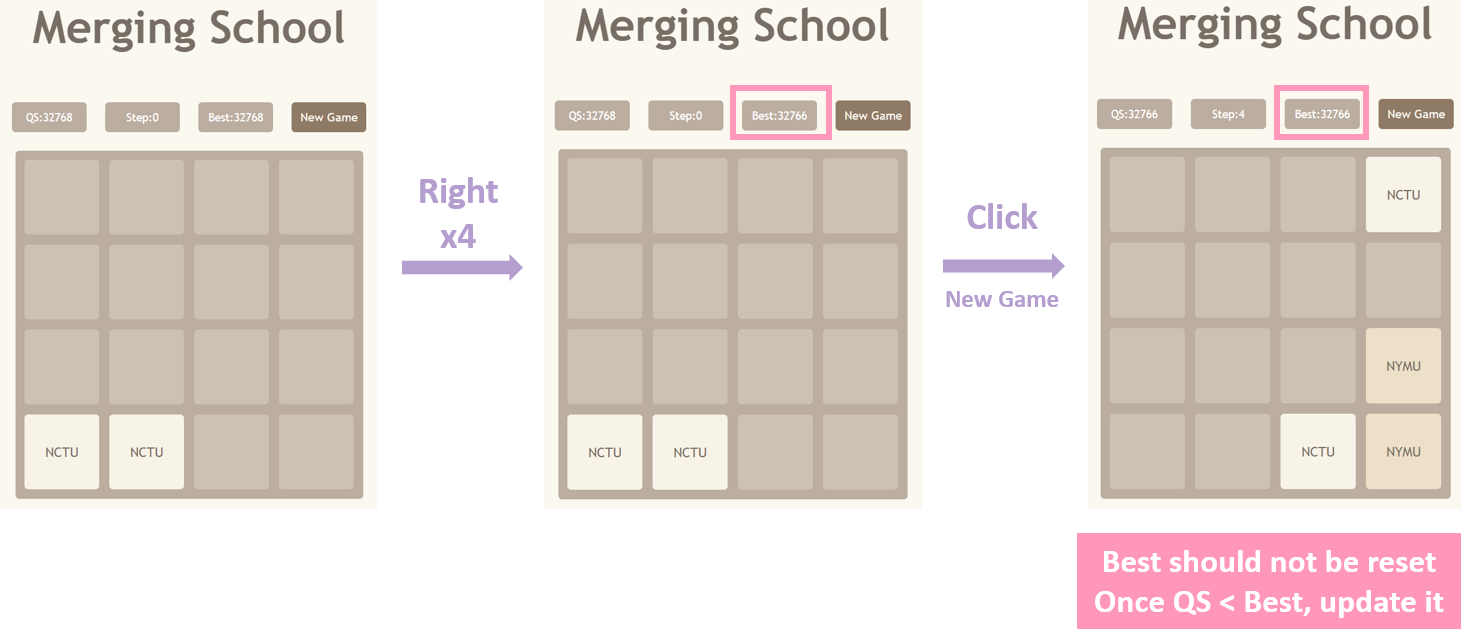 Merging School
QS:32768
Step:0
Best:32768
New Game
NCTU
NCTU
Right
x4
Merging School
QS:32768
Step:0
Best:32766
New Game
NCTU
NCTU
Click
New Game
Merging School
QS:32766
Step:4
Best:32766
New Game
NCTU
NYMU
NCTU
NYMU
Best should not be reset
Once QS < Best, update it